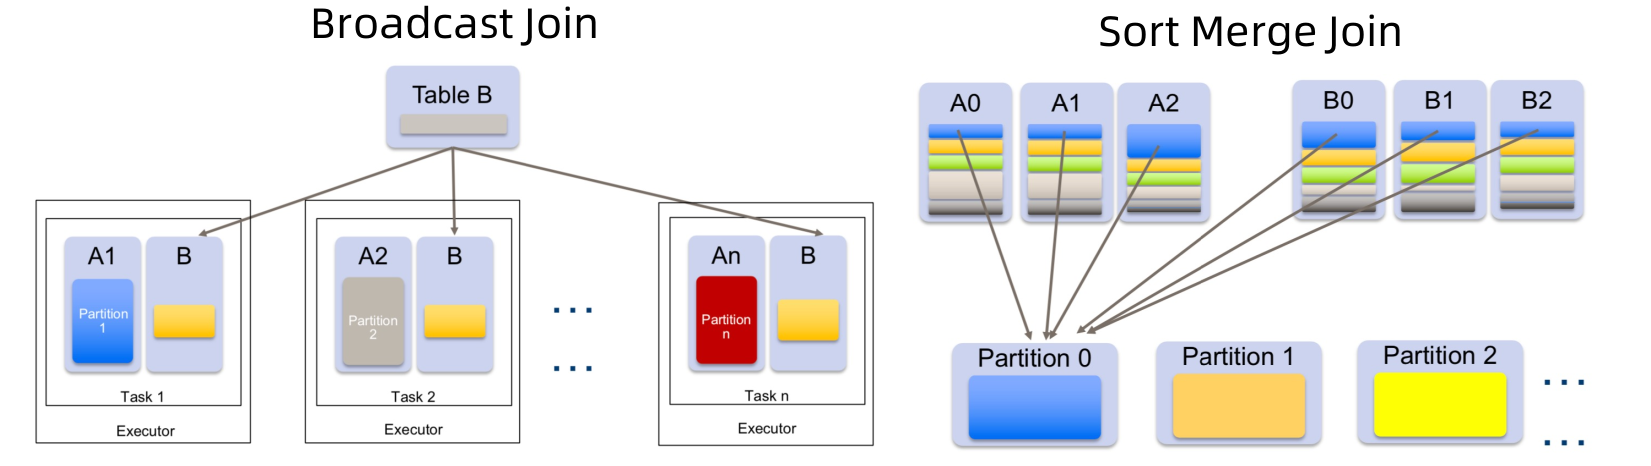 Broadcast Join
Table B
A1 B
Partition
1
Task 1
Executor
A2 B
Partition
2
Task 2
Executor
...
...
An B
Partition
n
Task n
Executor
Sort Merge Join
A0 A1 A2 B0 B1 B2
Partition 0 Partition 1 Partition 2
...
...